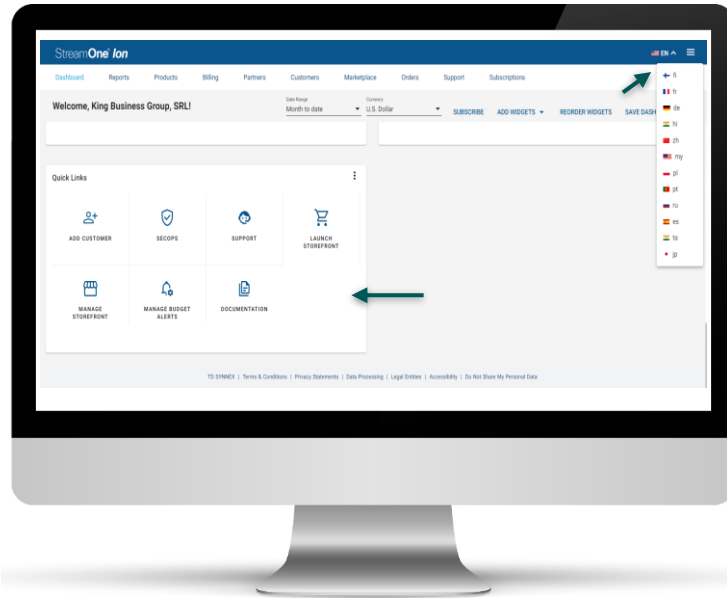 StreamOne® Ion
EN
Dashboard Reports Products Billing Partners Customers Marketplace Orders Support Subscriptions
Welcome, King Business Group, SRL!
Date Range
Month to date
Currency
U.S. Dollar
SUBSCRIBE ADD WIDGETS REORDER WIDGETS SAVE DASH
fi
fr
de
hi
zh
my
pl
pt
ru
es
ta
jp
Quick Links
ADD CUSTOMER
SECOPS
SUPPORT
LAUNCH
STOREFRONT
MANAGE
STOREFRONT
MANAGE BUDGET
ALERTS
DOCUMENTATION
TD SYNNEX | Terms & Conditions | Privacy Statements | Data Processing | Legal Entities | Accessibility | Do Not Share My Personal Data